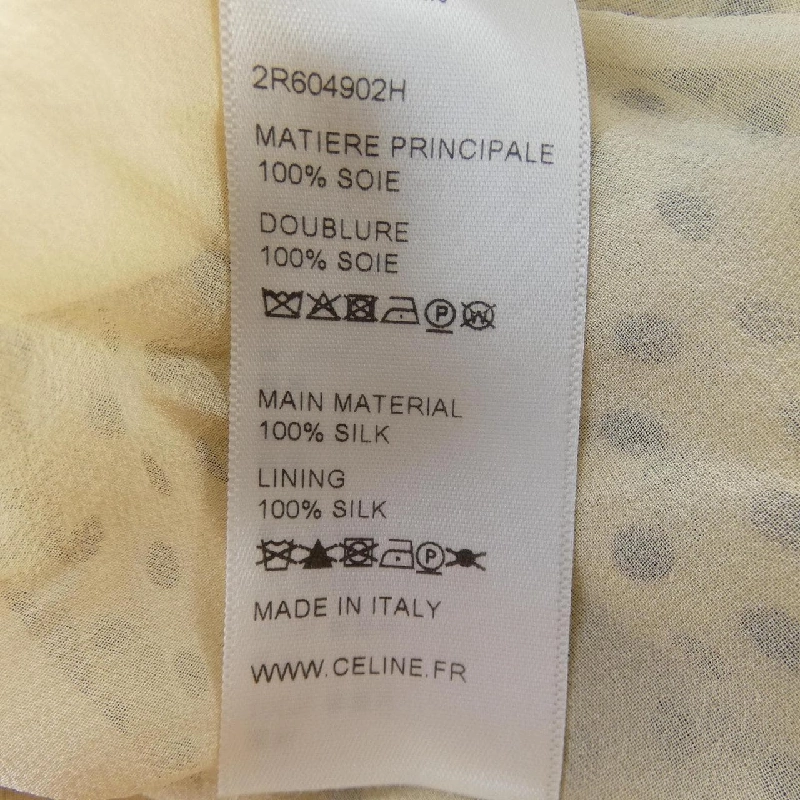 2R604902H
MATIERE PRINCIPALE
100% SOIE
DOUBLURE
100% SOIE
P W
MAIN MATERIAL
100% SILK
LINING
100% SILK
P
MADE IN ITALY
WWW.CELINE.FR